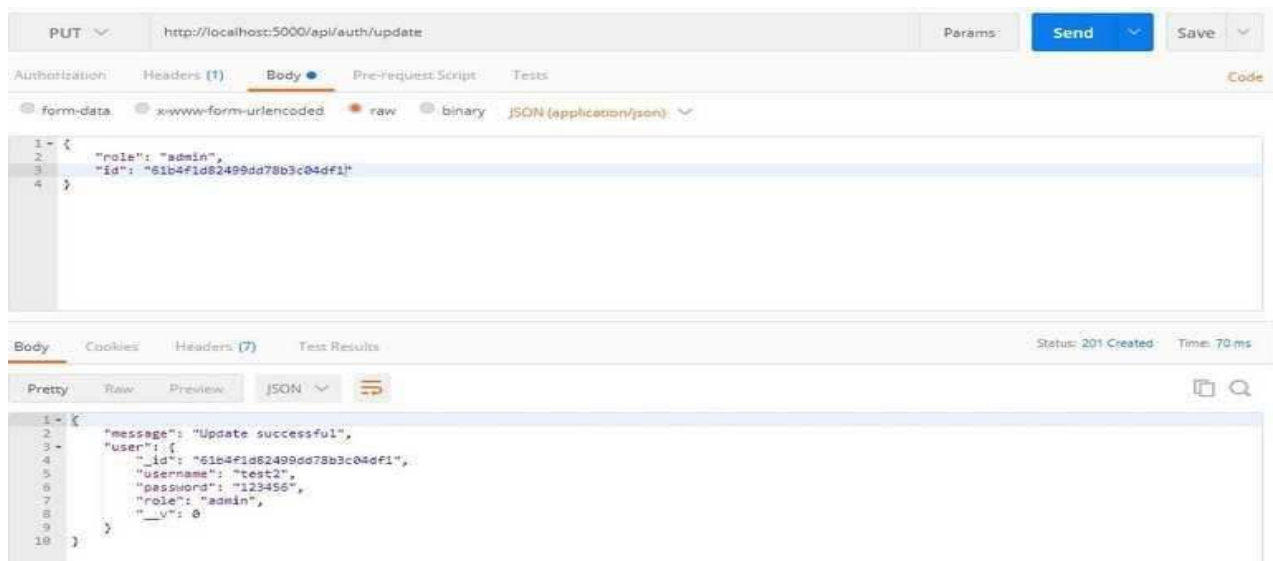 PUT http://localhost:5000/api/auth/update Params Send Save
Authorization Headers (1) Body Pre-request Script Tests Code
form-data x-www-form-urlencoded raw binary JSON (application/json)
1 {
2 "role": "admin",
3 "id": "61b4f1d82499dd78b3c04df1"
4 }
Body Cookies Headers (7) Test Results Status: 201 Created Time: 70 ms
Pretty Raw Preview JSON
1 {
2 "message": "Update successful",
3 "user": {
4 "_id": "61b4f1d82499dd78b3c04df1",
5 "username": "test2",
6 "password": "123456",
7 "role": "admin",
8 "__v": 0
9 }
10 }